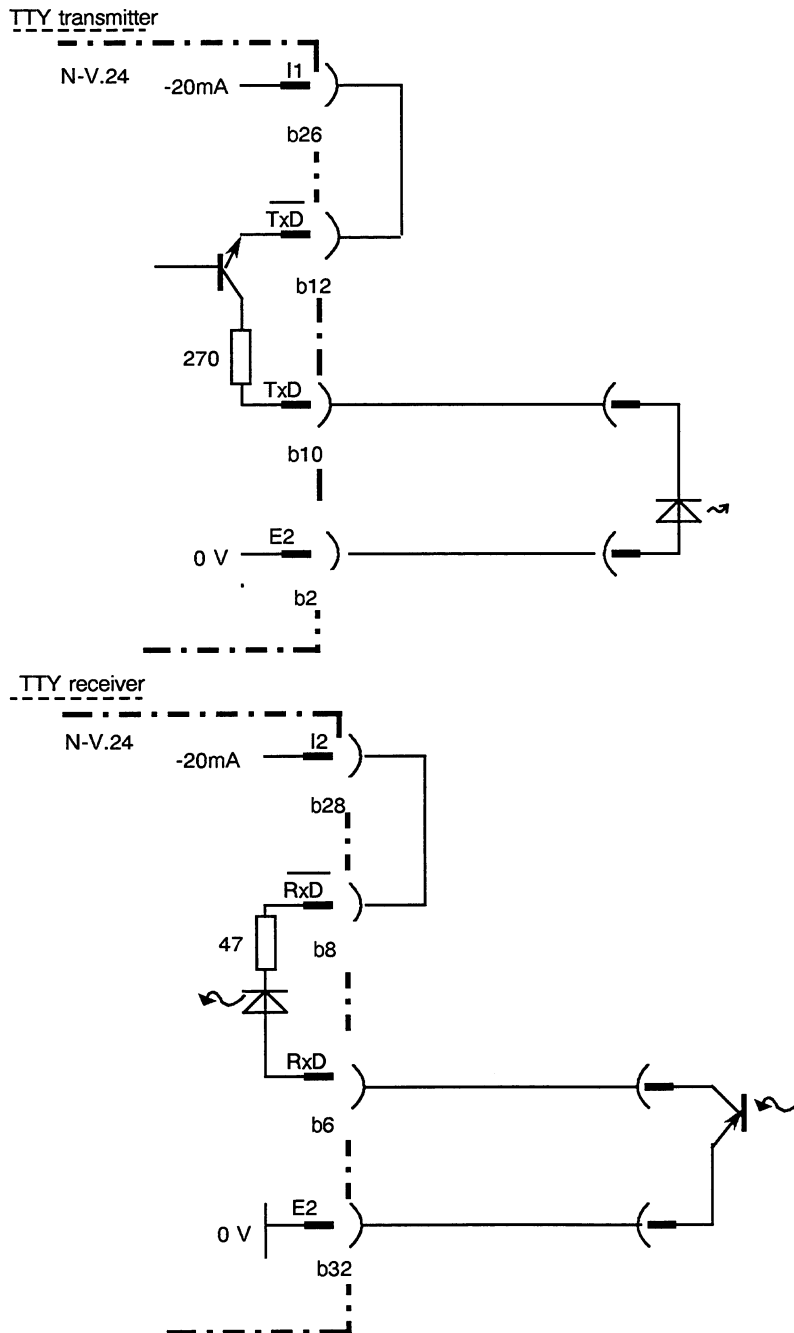 TTY transmitter
N-V.24
-20mA
I1
b26
TxD
b12
270
TxD
b10
E2
0 V
b2
TTY receiver
N-V.24
-20mA
I2
b28
RxD
47
b8
RxD
b6
E2
0 V
b32